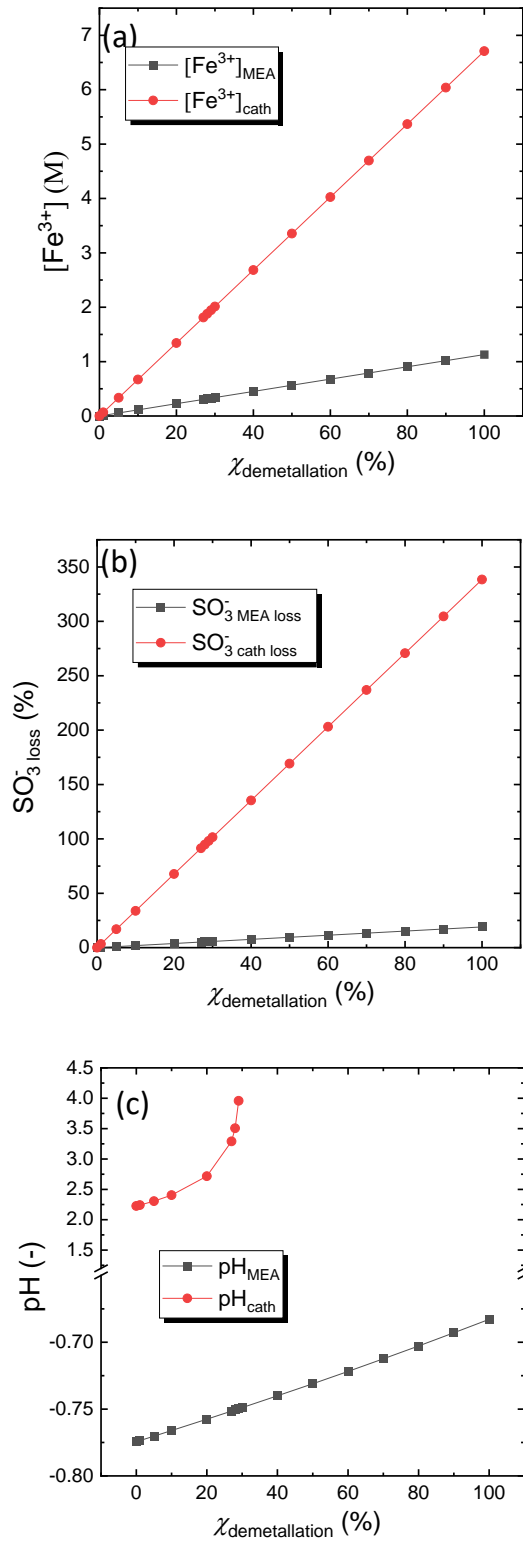 (a)
[Fe³⁺]MEA
[Fe³⁺]cath
[Fe³⁺] (M)
7
6
5
4
3
2
1
0
0 20 40 60 80 100
χdemetallation (%)
(b)
SO₃⁻ MEA loss
SO₃⁻ cath loss
SO₃⁻ loss (%)
350
300
250
200
150
100
50
0
0 20 40 60 80 100
χdemetallation (%)
(c)
pHMEA
pHcath
pH (-)
4.5
4.0
3.5
3.0
2.5
2.0
1.5
-0.70
-0.75
-0.80
0 20 40 60 80 100
χdemetallation (%)